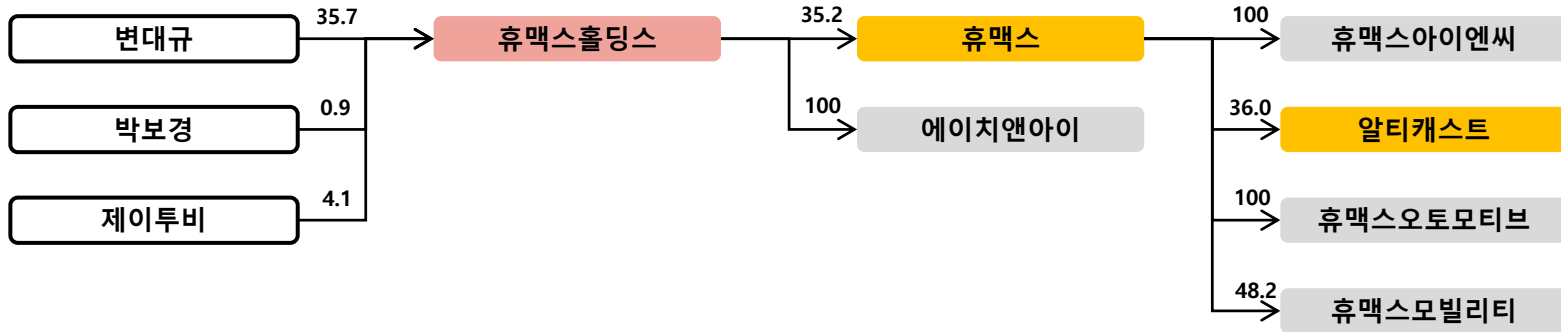 변대규
35.7
휴맥스홀딩스
35.2
휴맥스
100
휴맥스아이엔씨
박보경
0.9
100
에이치앤아이
36.0
알티캐스트
제이투비
4.1
100
휴맥스오토모티브
48.2
휴맥스모빌리티